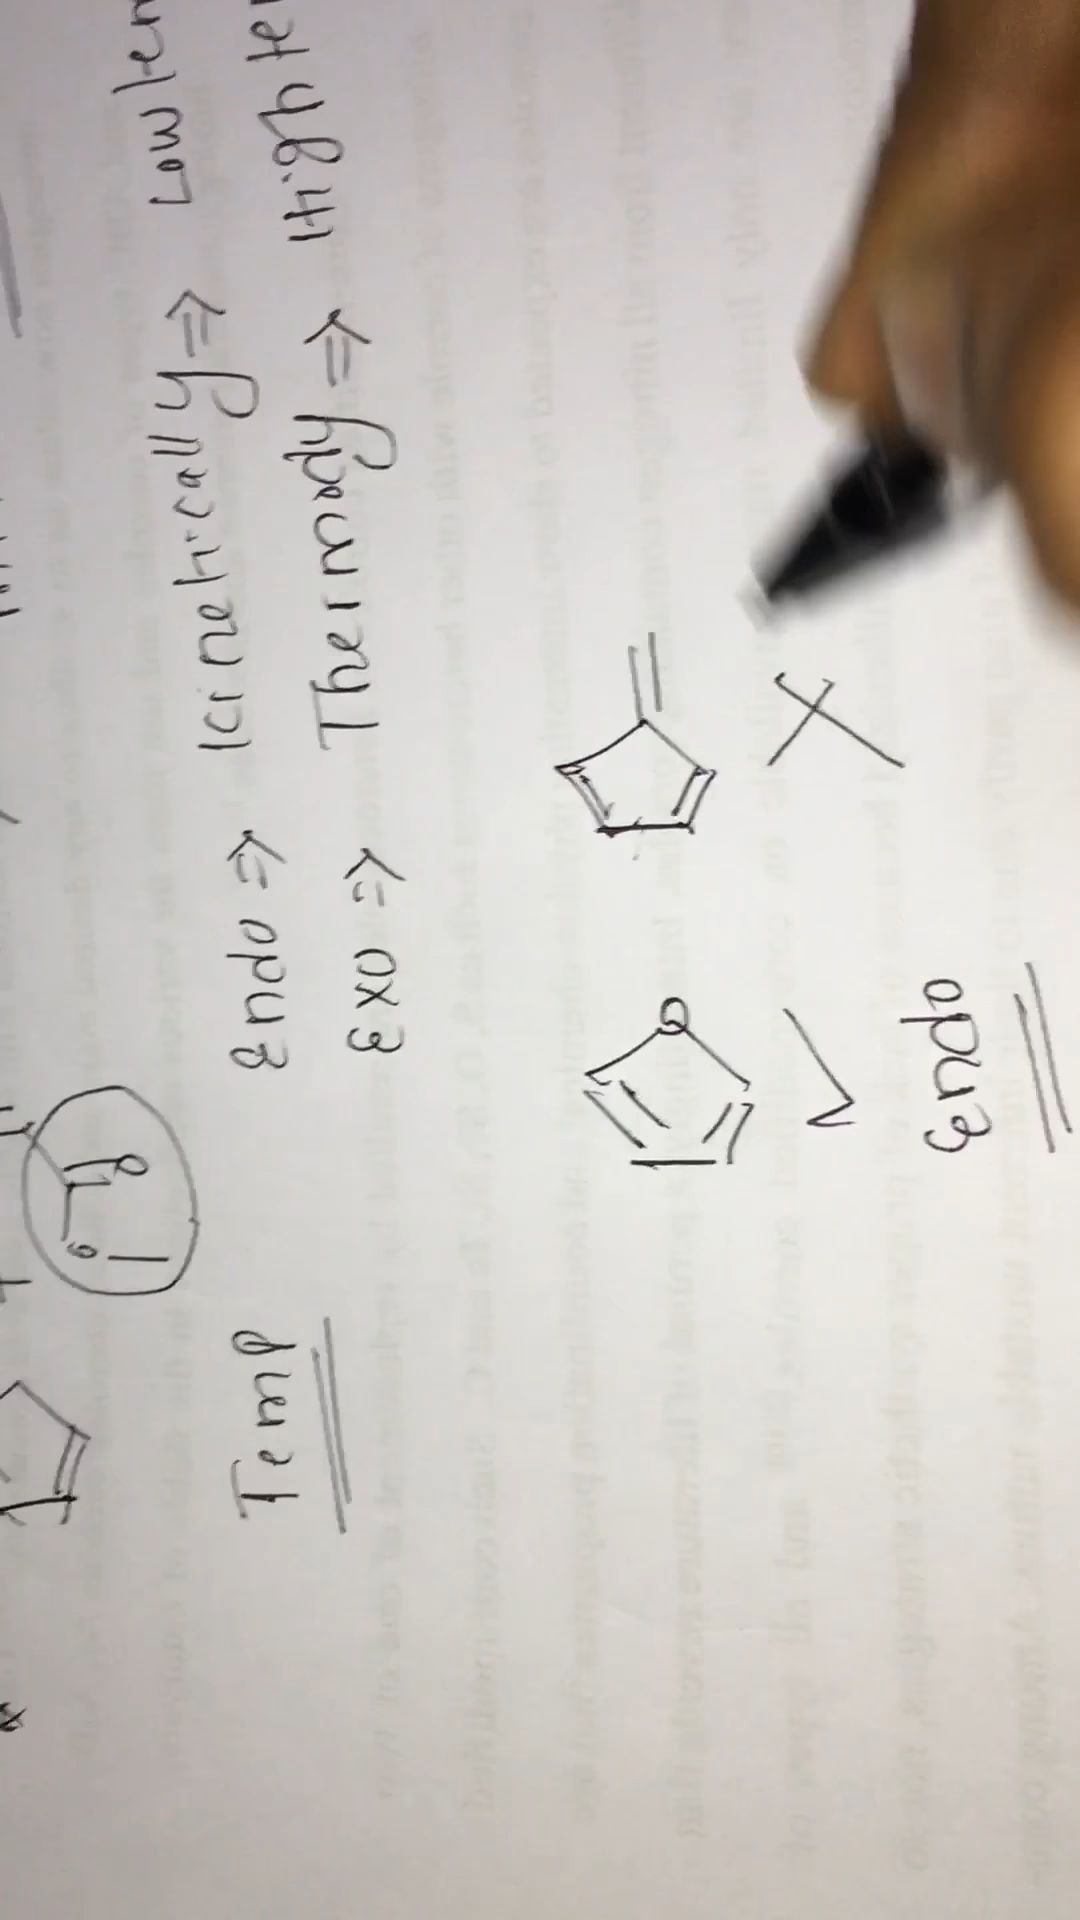 Temp
Endo ⇒ Kinetically ⇒ Low tem
Exo ⇒ Thermody ⇒ High te
O
Endo